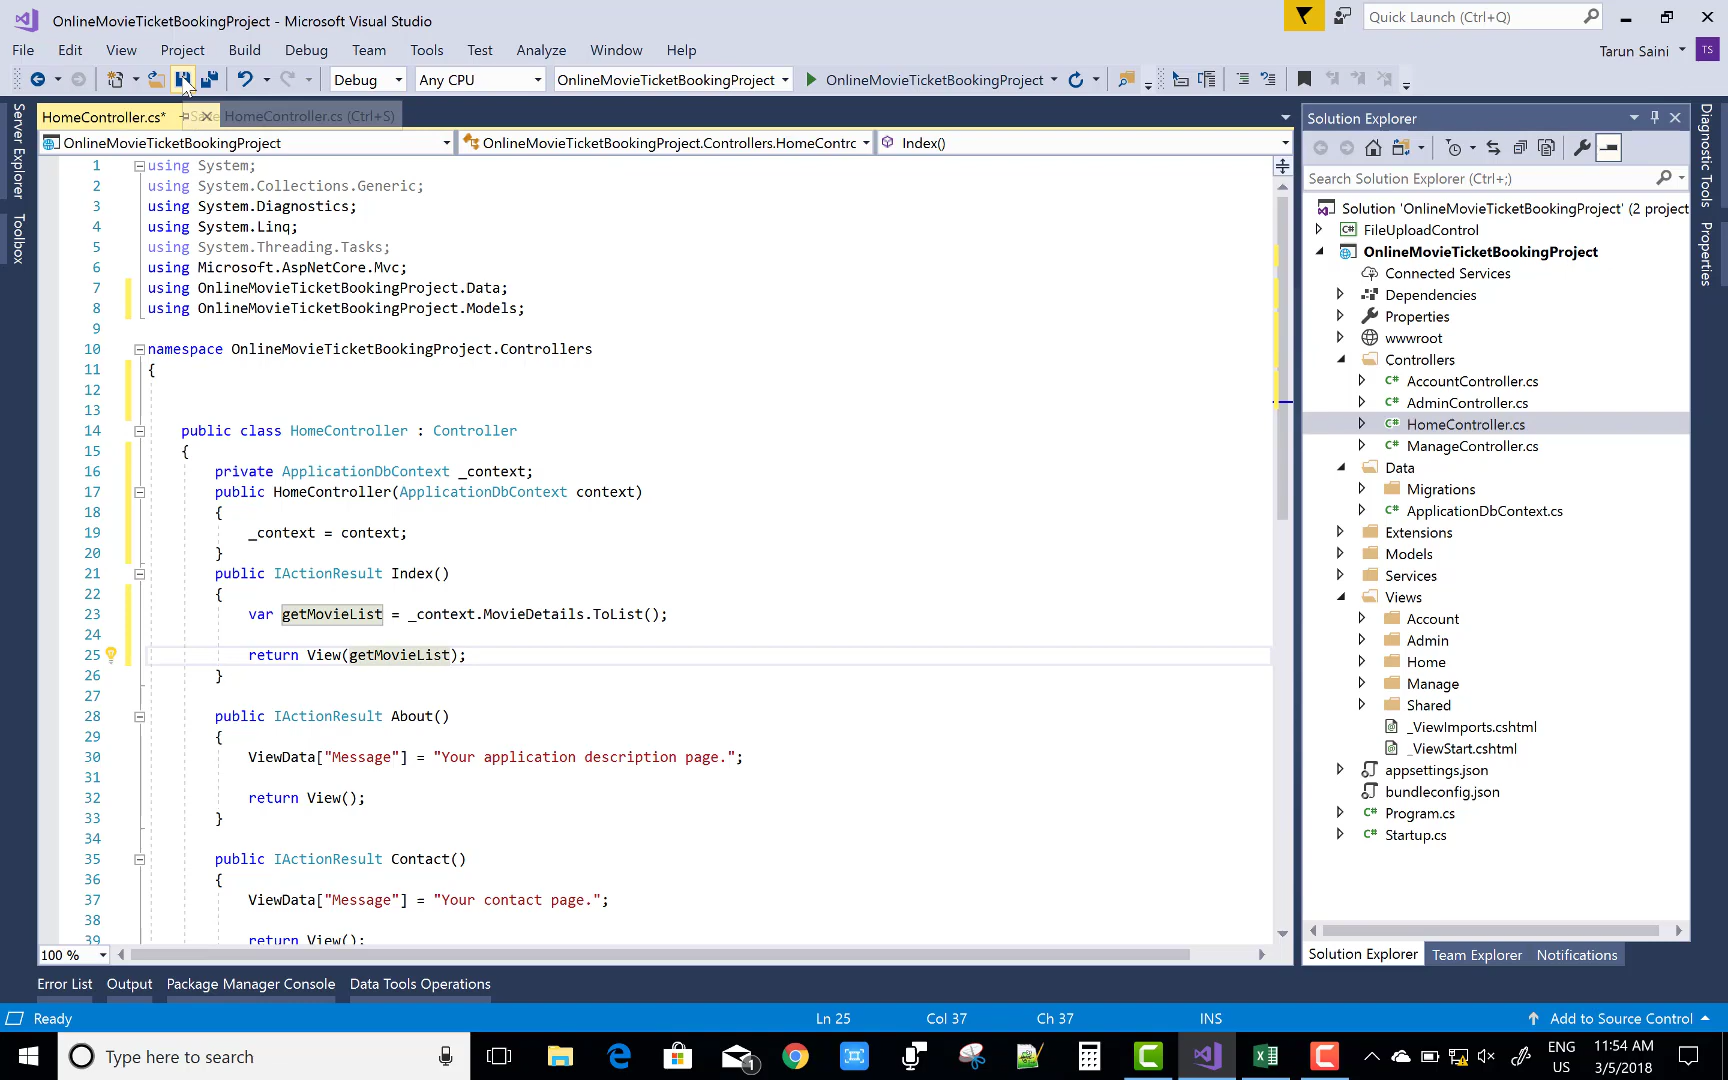 OnlineMovieTicketBookingProject - Microsoft Visual Studio
Quick Launch (Ctrl+Q)
File Edit View Project Build Debug Team Tools Test Analyze Window Help
Tarun Saini TS
Debug Any CPU OnlineMovieTicketBookingProject OnlineMovieTicketBookingProject
HomeController.cs* Save HomeController.cs (Ctrl+S)
OnlineMovieTicketBookingProject OnlineMovieTicketBookingProject.Controllers.HomeContrc Index()
Server Explorer
Toolbox
1 using System;
2 using System.Collections.Generic;
3 using System.Diagnostics;
4 using System.Linq;
5 using System.Threading.Tasks;
6 using Microsoft.AspNetCore.Mvc;
7 using OnlineMovieTicketBookingProject.Data;
8 using OnlineMovieTicketBookingProject.Models;
9
10 namespace OnlineMovieTicketBookingProject.Controllers
11 {
12
13
14 public class HomeController : Controller
15 {
16 private ApplicationDbContext _context;
17 public HomeController(ApplicationDbContext context)
18 {
19 _context = context;
20 }
21 public IActionResult Index()
22 {
23 var getMovieList = _context.MovieDetails.ToList();
24
25 return View(getMovieList);
26 }
27
28 public IActionResult About()
29 {
30 ViewData["Message"] = "Your application description page.";
31
32 return View();
33 }
34
35 public IActionResult Contact()
36 {
37 ViewData["Message"] = "Your contact page.";
38
39 return View();
100 %
Solution Explorer
Search Solution Explorer (Ctrl+;)
Solution 'OnlineMovieTicketBookingProject' (2 project
C# FileUploadControl
OnlineMovieTicketBookingProject
Connected Services
Dependencies
Properties
wwwroot
Controllers
C# AccountController.cs
C# AdminController.cs
C# HomeController.cs
C# ManageController.cs
Data
Migrations
C# ApplicationDbContext.cs
Extensions
Models
Services
Views
Account
Admin
Home
Manage
Shared
_ViewImports.cshtml
_ViewStart.cshtml
appsettings.json
bundleconfig.json
C# Program.cs
C# Startup.cs
Solution Explorer Team Explorer Notifications
Diagnostic Tools
Properties
Error List Output Package Manager Console Data Tools Operations
Ready Ln 25 Col 37 Ch 37 INS Add to Source Control
Type here to search
1
ENG
US
11:54 AM
3/5/2018